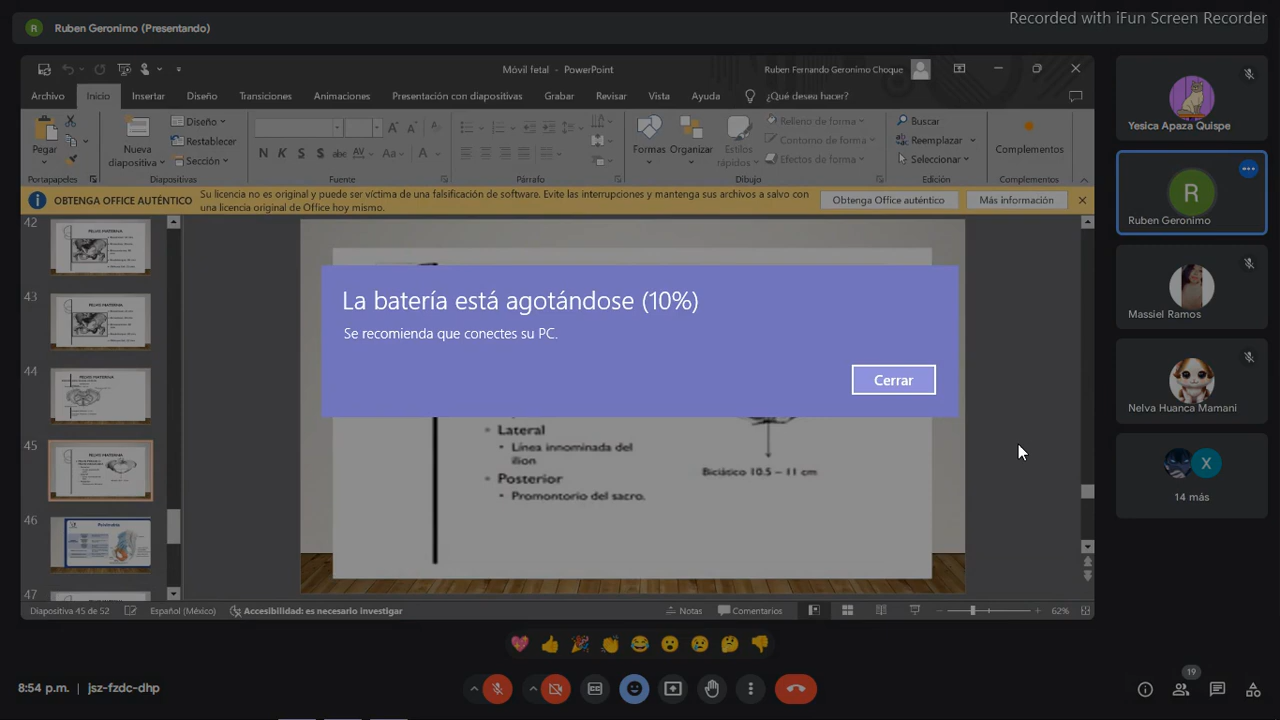 Recorded with iFun Screen Recorder
R Ruben Geronimo (Presentando)
Móvil fetal - PowerPoint
Ruben Fernando Geronimo Choque
Archivo Inicio Insertar Diseño Transiciones Animaciones Presentación con diapositivas Grabar Revisar Vista Ayuda ¿Qué desea hacer?
Pegar
Nueva diapositiva
Diseño
Restablecer
Sección
N K S S abc AV Aa A
Formas Organizar Estilos rápidos
Relleno de forma
Contorno de forma
Efectos de forma
Buscar
Reemplazar
Seleccionar
Complementos
Portapapeles Diapositivas Fuente Párrafo Dibujo Edición Complementos
OBTENGA OFFICE AUTÉNTICO
Su licencia no es original y puede ser víctima de una falsificación de software. Evite las interrupciones y mantenga sus archivos a salvo con
una licencia original de Office hoy mismo.
Obtenga Office auténtico
Más información
42
PELVIS MATERNA
43
PELVIS MATERNA
44
45
46
Pelvimetría
47
La batería está agotándose (10%)
Se recomienda que conectes su PC.
Cerrar
Lateral
Línea innominada del
ilion
Posterior
Promontorio del sacro.
Biciático 10.5 – 11 cm
Diapositiva 45 de 52
Español (México)
Accesibilidad: es necesario investigar
Notas
Comentarios
62%
Yesica Apaza Quispe
R
Ruben Geronimo
Massiel Ramos
Nelva Huanca Mamani
X
14 más
8:54 p.m. | jsz-fzdc-dhp
19